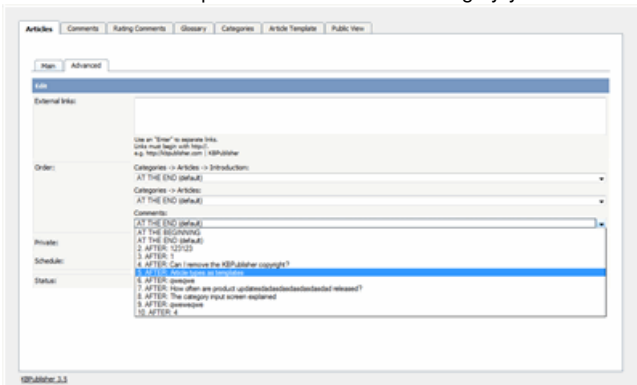 Articles Comments Rating Comments Glossary Categories Article Template Public View
Main Advanced
Edit
External links:
Use an "Enter" to separate links.
Links must begin with http://.
e.g. http://kbpublisher.com | KBPublisher
Order:
Categories -> Articles -> Introduction:
AT THE END (default)
Categories -> Articles:
AT THE END (default)
Comments:
AT THE END (default)
AT THE BEGINNING
AT THE END (default)
2. AFTER: 123123
3. AFTER: 1
4. AFTER: Can I remove the KBPublisher copyright?
5. AFTER: Article types as templates
6. AFTER: qweqwe
7. AFTER: How often are product released?
8. AFTER: The category input screen explained
9. AFTER:
10. AFTER: 4
Private:
Schedule:
Status:
KBPublisher 3.5